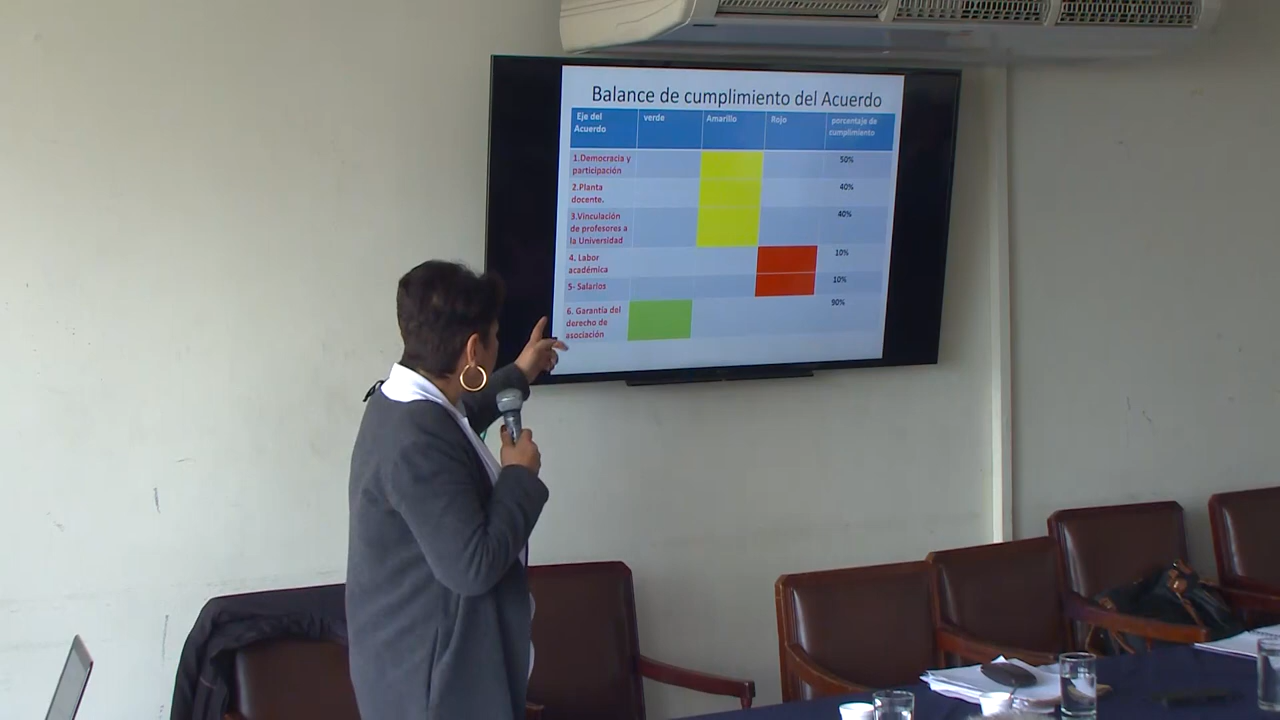 Balance de cumplimiento del Acuerdo
Eje del Acuerdo verde Amarillo Rojo porcentaje de cumplimiento
1.Democracia y participación 50%
2.Planta docente. 40%
3.Vinculación de profesores a la Universidad 40%
4. Labor académica 10%
5- Salarios 10%
6. Garantía del derecho de asociación 90%